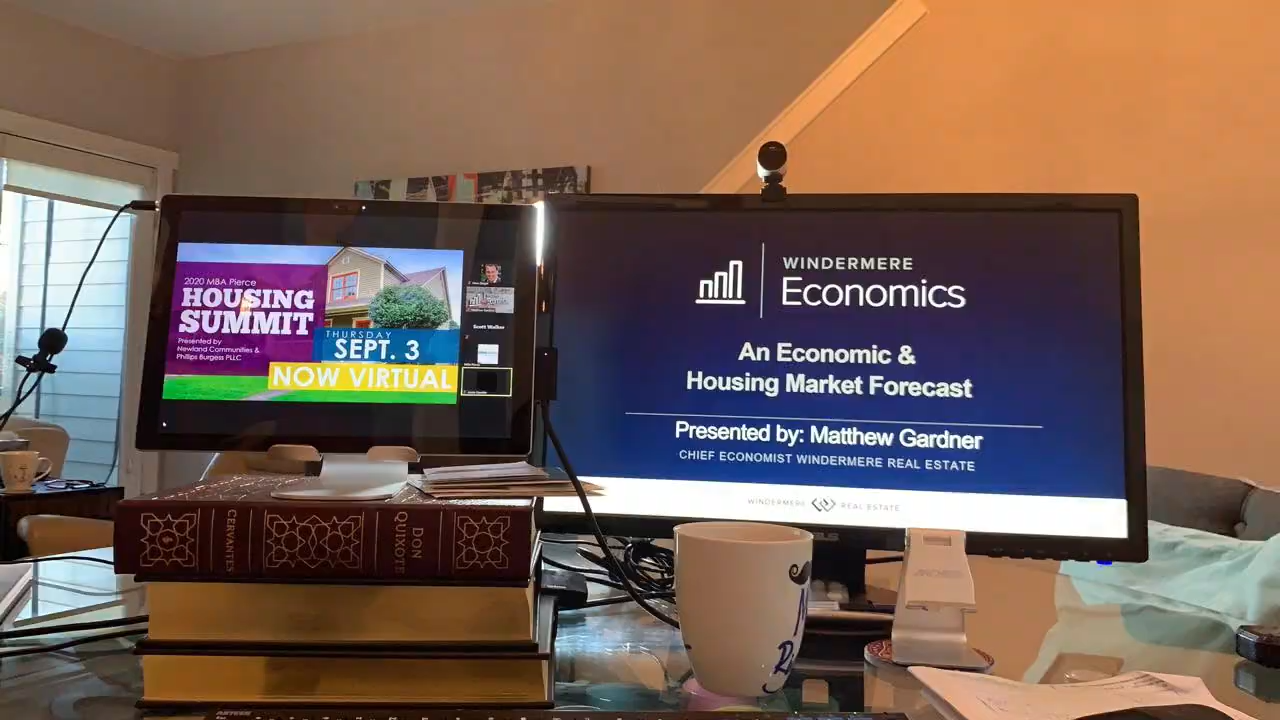 2020 MBA Pierce
HOUSING
SUMMIT
Presented by
Newland Communities &
Phillips Burgess PLLC
THURSDAY
SEPT. 3
NOW VIRTUAL
Scott Walker
WINDERMERE
Economics
An Economic &
Housing Market Forecast
Presented by: Matthew Gardner
CHIEF ECONOMIST WINDERMERE REAL ESTATE
WINDERMERE REAL ESTATE
CERVANTES
DON
QUIXOTE